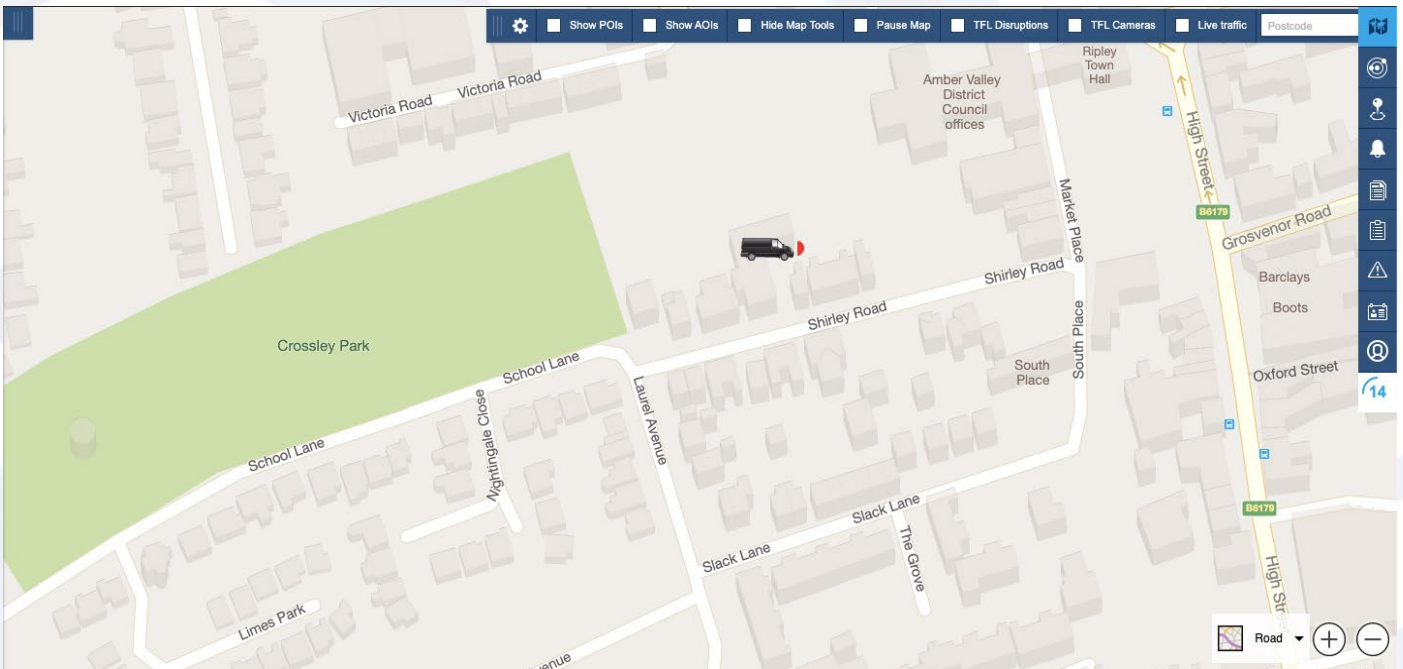 Show POIs
Show AOIs
Hide Map Tools
Pause Map
TFL Disruptions
TFL Cameras
Live traffic
Postcode
Ripley
Town
Hall
Victoria Road
Victoria Road
Amber Valley
District
Council
offices
High Street
Market Place
B6179
Grosvenor Road
Shirley Road
Barclays
Shirley Road
Boots
Crossley Park
South Place
School Lane
South
Place
Oxford Street
14
Laurel Avenue
Nightingale Close
School Lane
Slack Lane
B6179
The Grove
Slack Lane
High Str
Limes Park
Road
enue